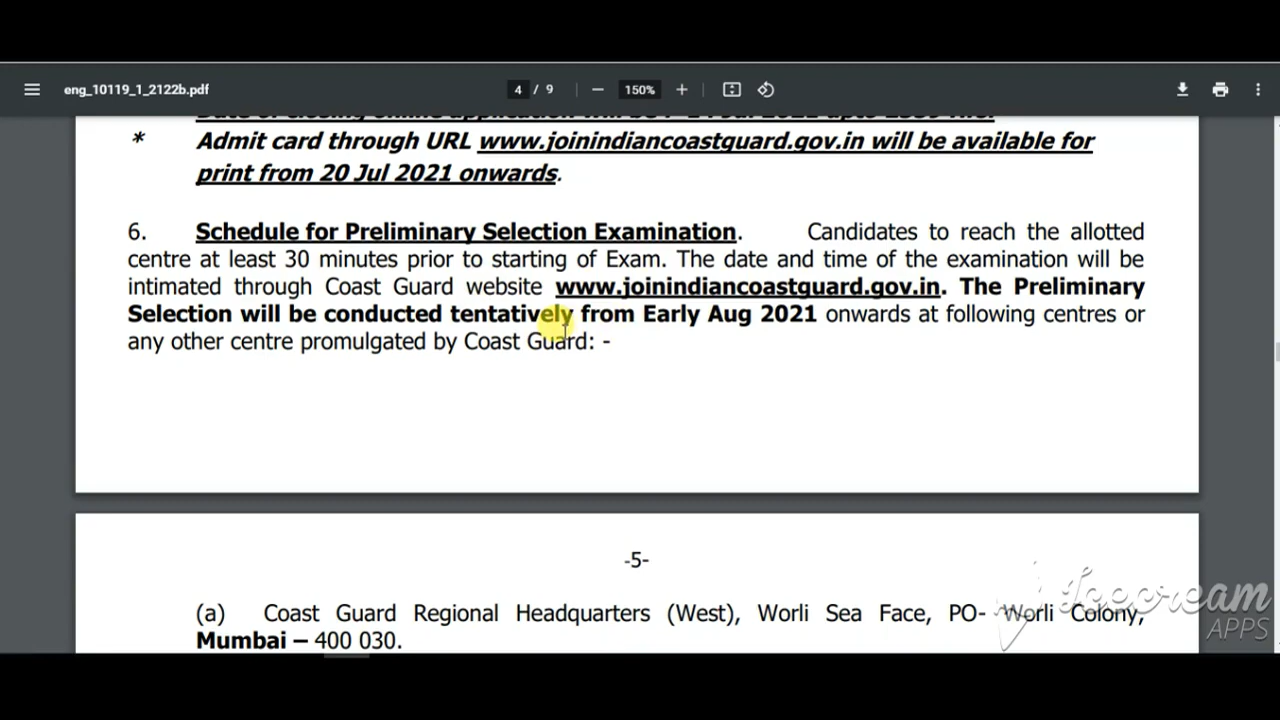 eng_10119_1_2122b.pdf
4 / 9
150%
* Admit card through URL www.joinindiancoastguard.gov.in will be available for
print from 20 Jul 2021 onwards.
6. Schedule for Preliminary Selection Examination. Candidates to reach the allotted
centre at least 30 minutes prior to starting of Exam. The date and time of the examination will be
intimated through Coast Guard website www.joinindiancoastguard.gov.in. The Preliminary
Selection will be conducted tentatively from Early Aug 2021 onwards at following centres or
any other centre promulgated by Coast Guard: -
-5-
(a) Coast Guard Regional Headquarters (West), Worli Sea Face, PO- Worli Colony,
Mumbai – 400 030.
Icecream
APPS